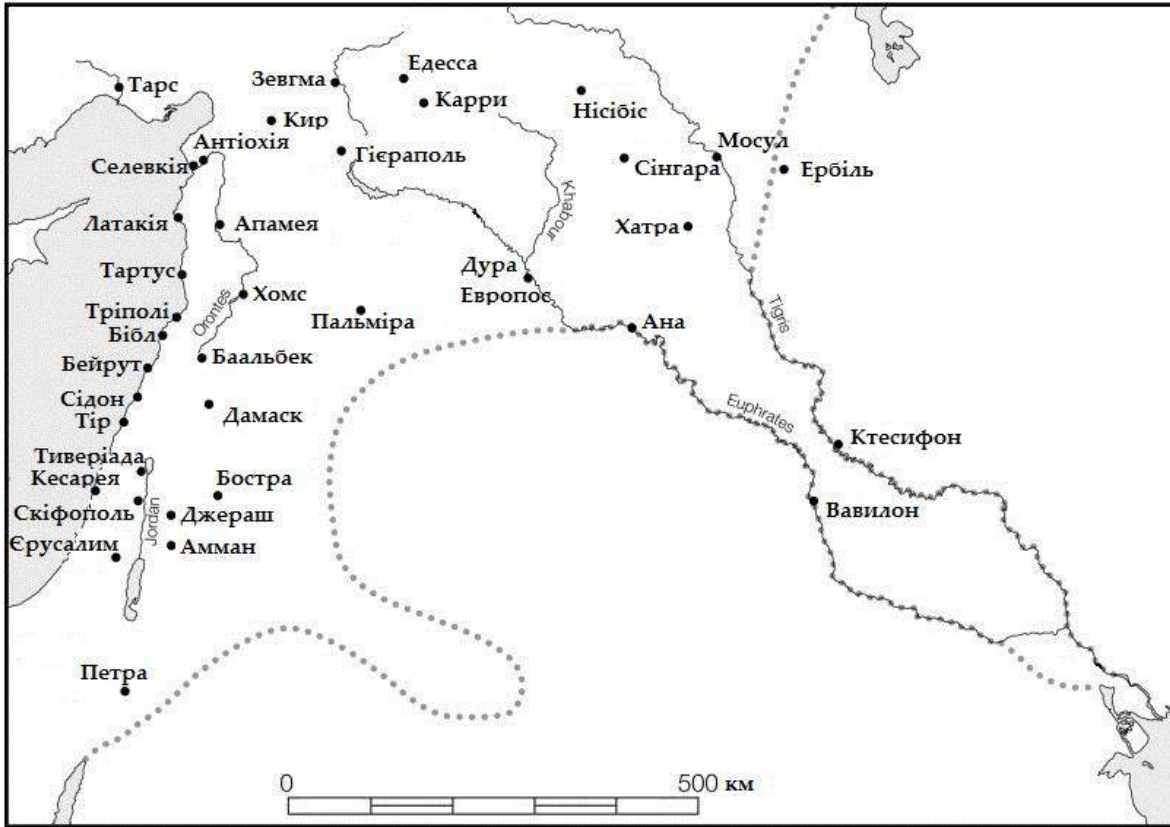 Тарс
Зевгма
Едесса
Карри
Нісібіс
Кир
Антіохія
Селевкія
Гієраполь
Мосул
Сінгара
Ербіль
Khabour
Латакія
Апамея
Хатра
Тартус
Дура
Европос
Хомс
Orontes
Тріполі
Пальміра
Ана
Tigris
Бібл
Баальбек
Бейрут
Сідон
Дамаск
Euphrates
Тір
Ктесифон
Тиверіада
Кесарея
Бостра
Вавилон
Скіфополь
Джераш
Jordan
Єрусалим
Амман
Петра
0
500 км